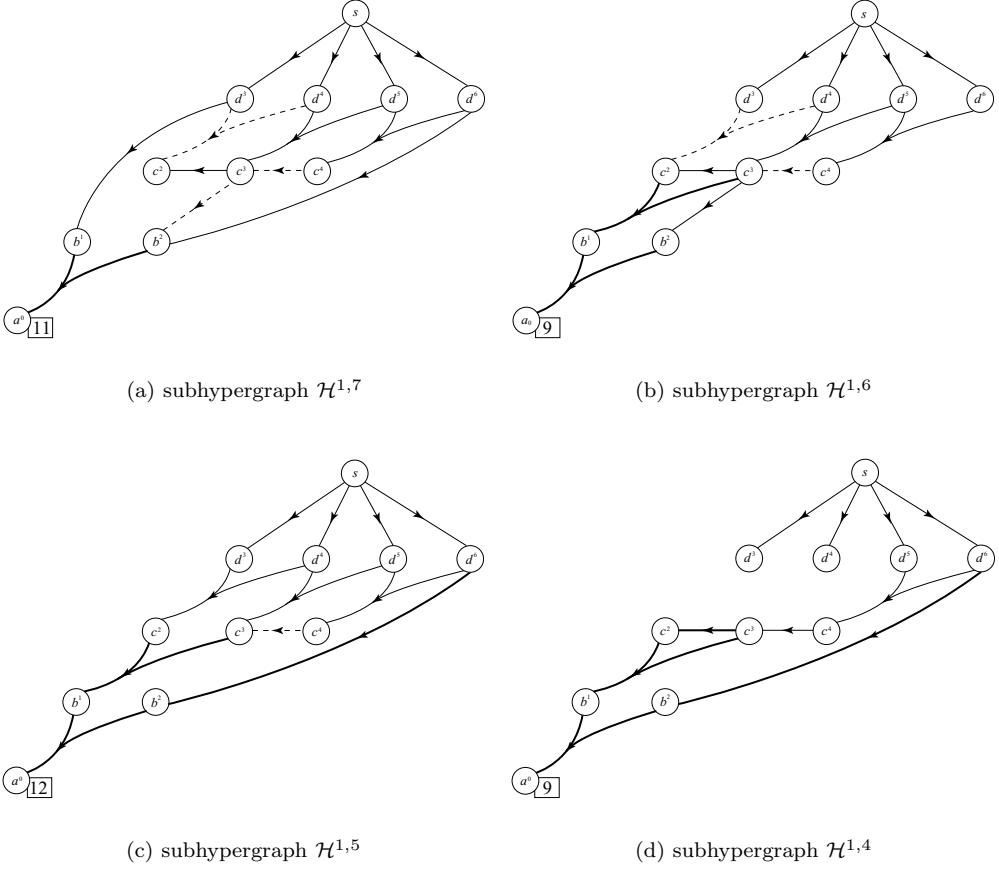 s s
d³ d⁴ d⁵ d⁶ d³ d⁴ d⁵ d⁶
c² c³ c⁴ c² c³ c⁴
b¹ b² b¹ b²
a⁰ 11 a₀ 9
(a) subhypergraph ℋ^{1,7} (b) subhypergraph ℋ^{1,6}
s s
d³ d⁴ d⁵ d⁶ d³ d⁴ d⁵ d⁶
c² c³ c⁴ c² c³ c⁴
b¹ b² b¹ b²
a⁰ 12 a⁰ 9
(c) subhypergraph ℋ^{1,5} (d) subhypergraph ℋ^{1,4}